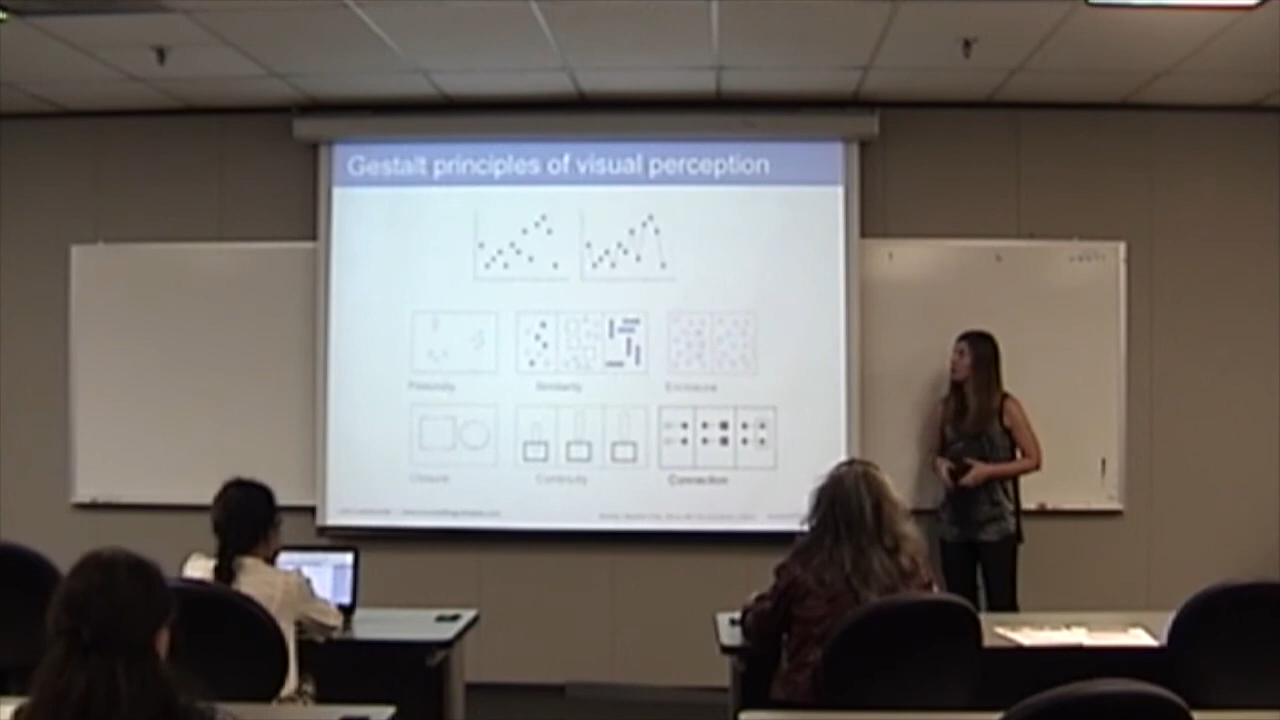 Gestalt principles of visual perception
Proximity Similarity Enclosure
Closure Continuity Connection